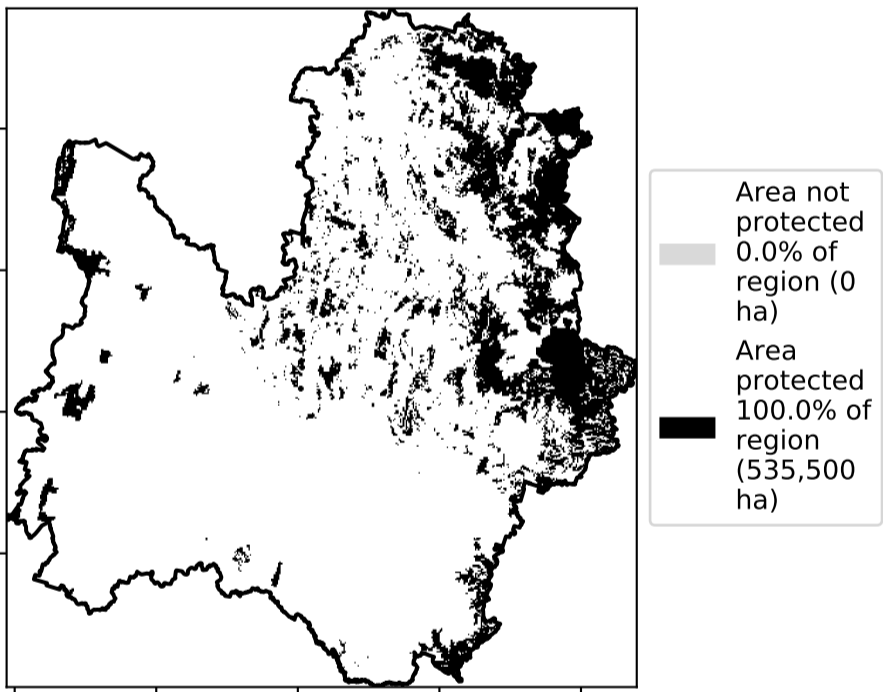 Area not
protected
0.0% of
region (0
ha)
Area
protected
100.0% of
region
(535,500
ha)